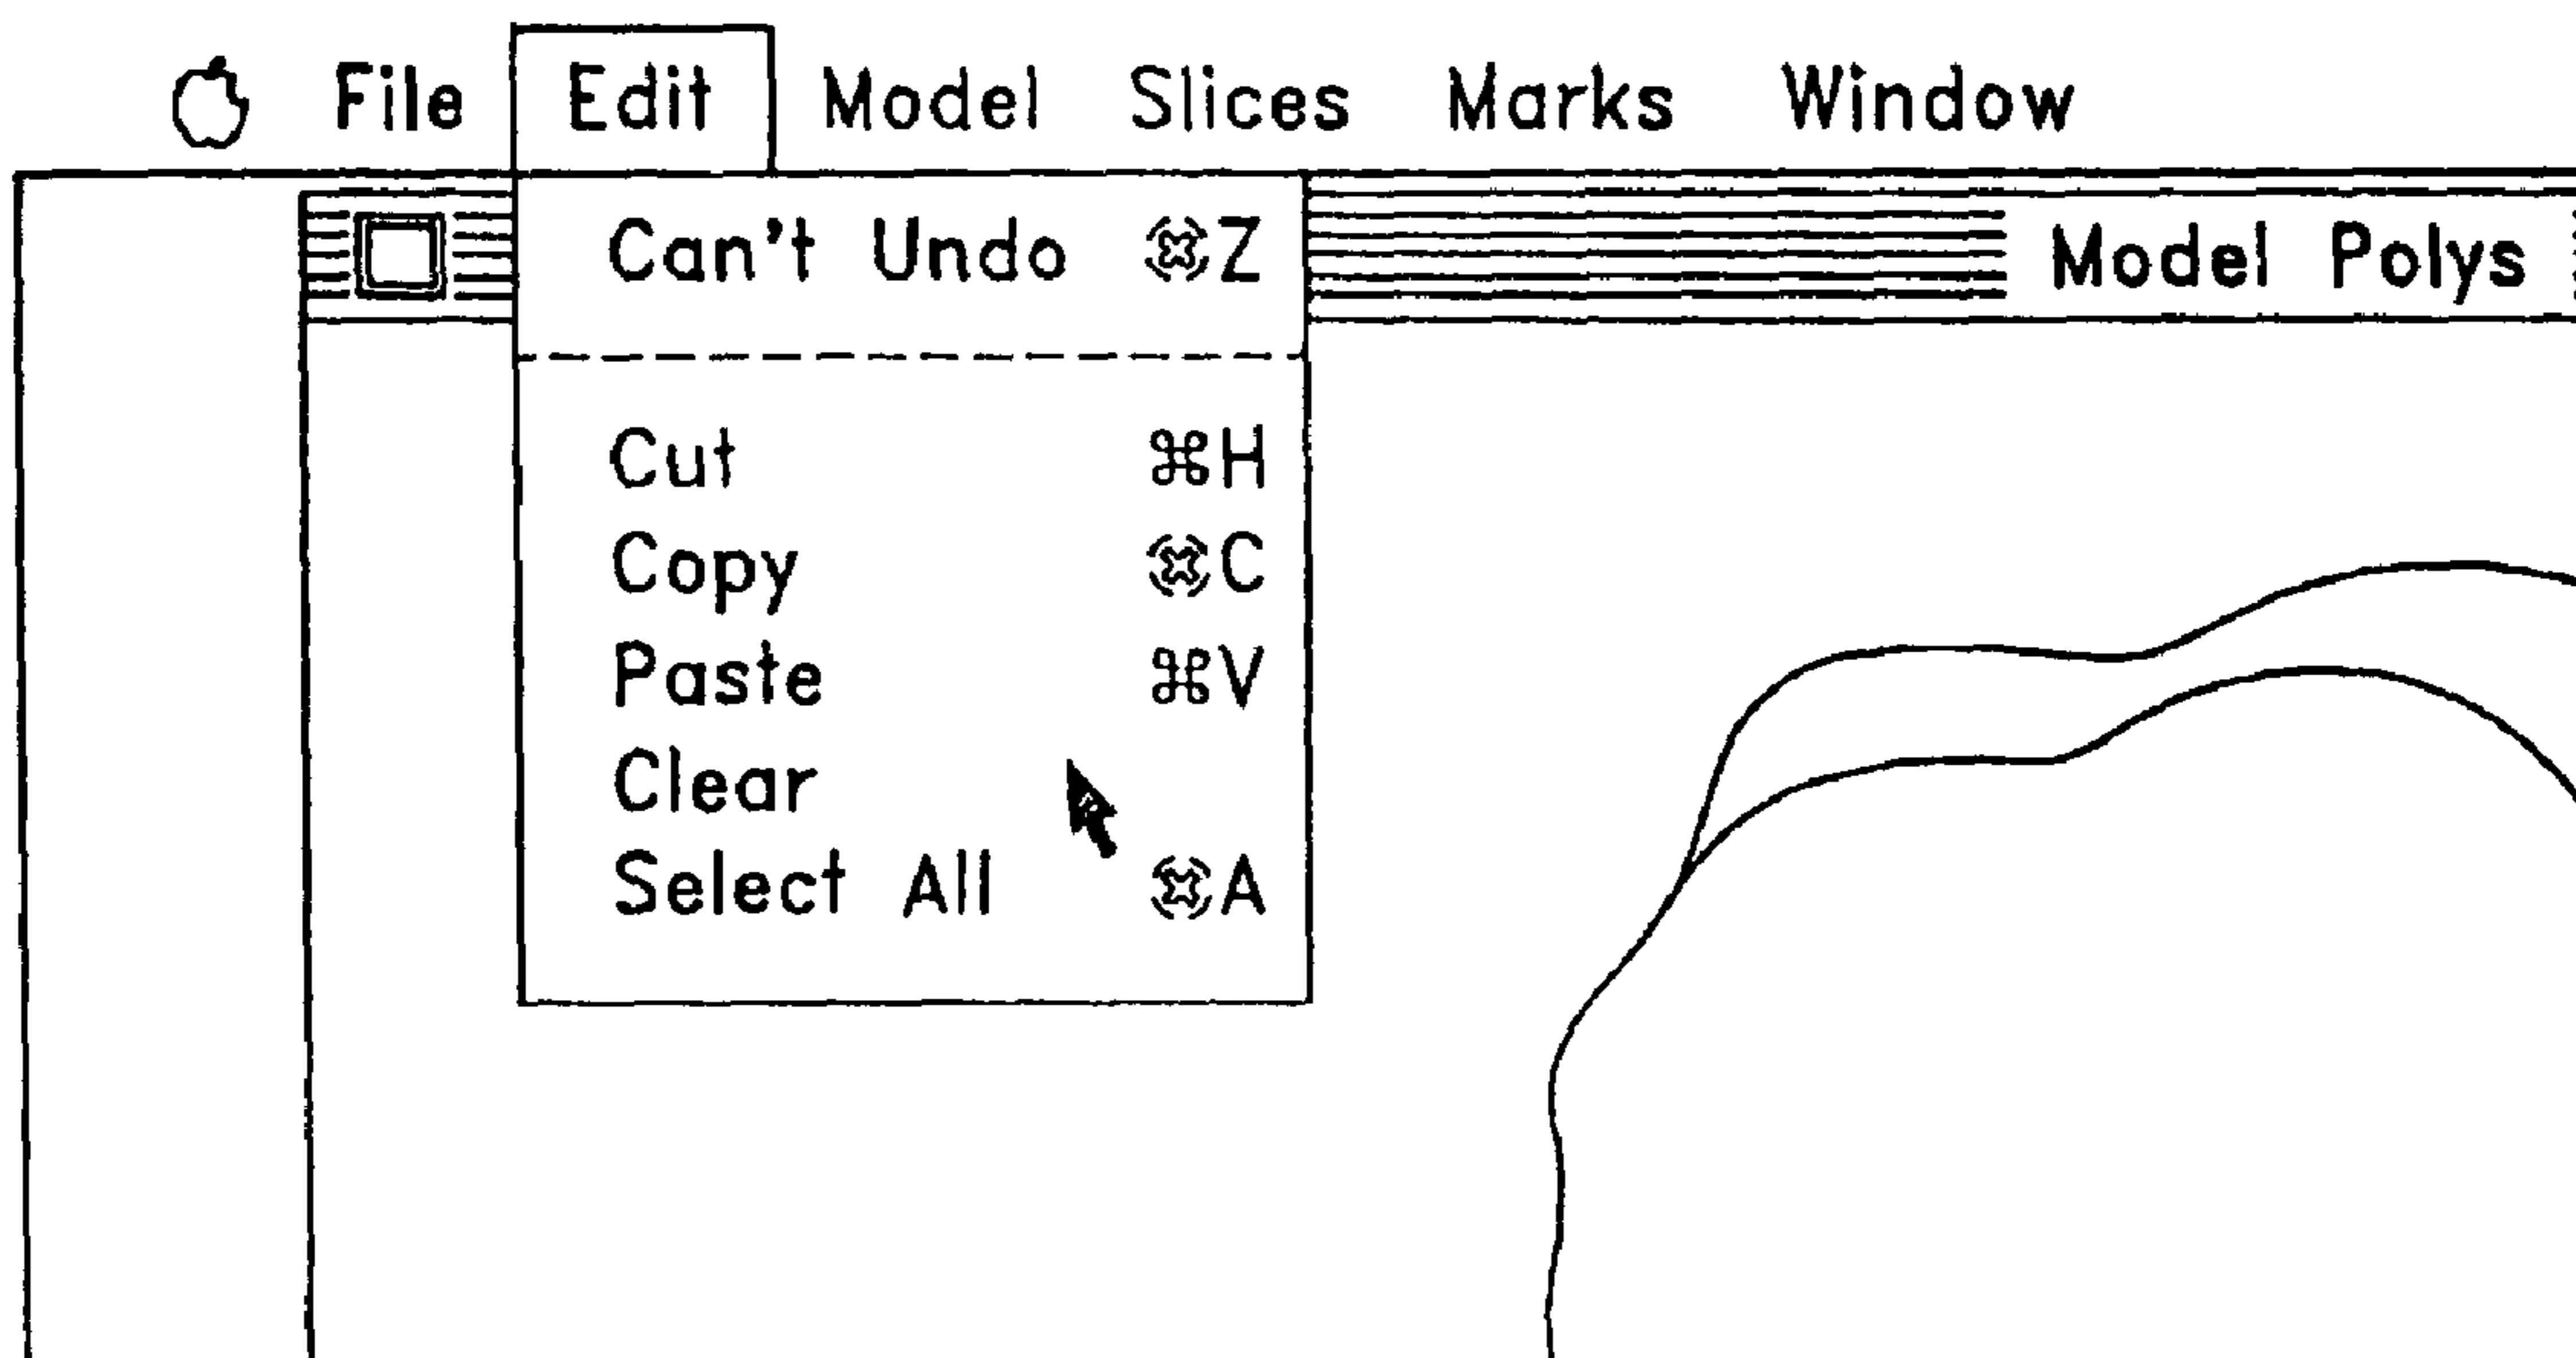 File Edit Model Slices Marks Window
Model Polys
Can't Undo ⌘Z
Cut ⌘H
Copy ⌘C
Paste ⌘V
Clear
Select All ⌘A